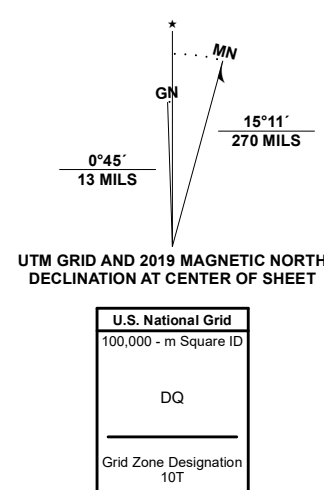 ★
MN
GN
15°11´
270 MILS
0°45´
13 MILS
UTM GRID AND 2019 MAGNETIC NORTH
DECLINATION AT CENTER OF SHEET
U.S. National Grid
100,000 - m Square ID
DQ
Grid Zone Designation
10T